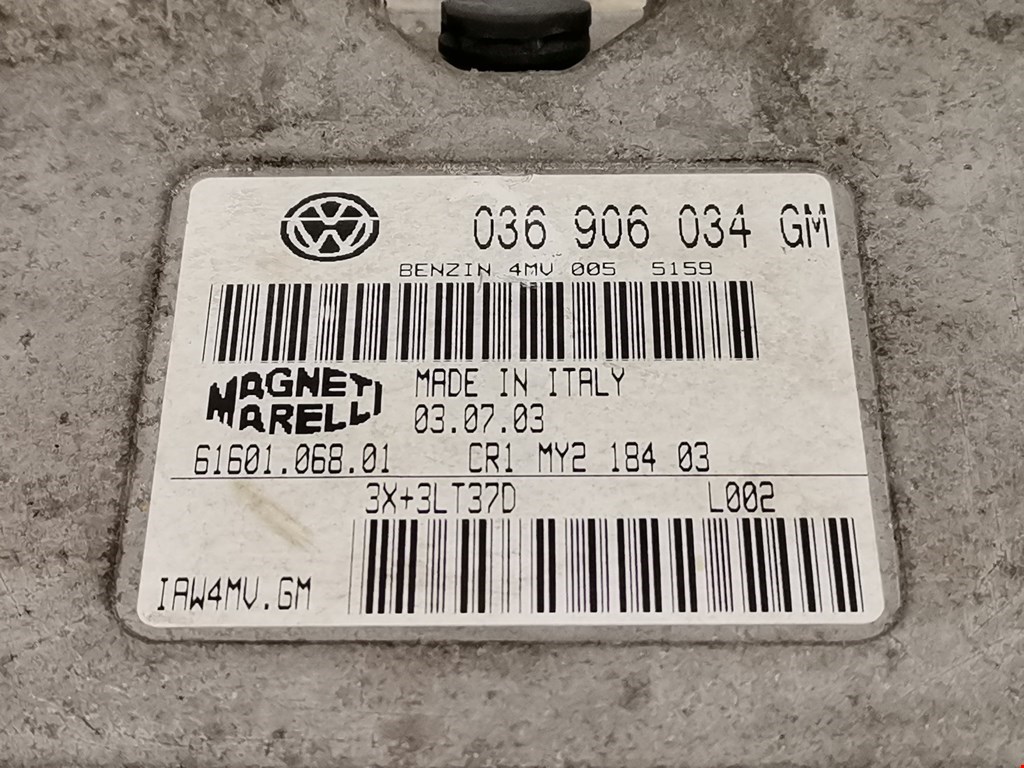 036 906 034 GM
BENZIN 4MV 005 5159
MAGNETI MARELLI
MADE IN ITALY
03.07.03
61601.068.01 CR1 MY2 184 03
3X+3LT37D L002
IAW4MV.GM